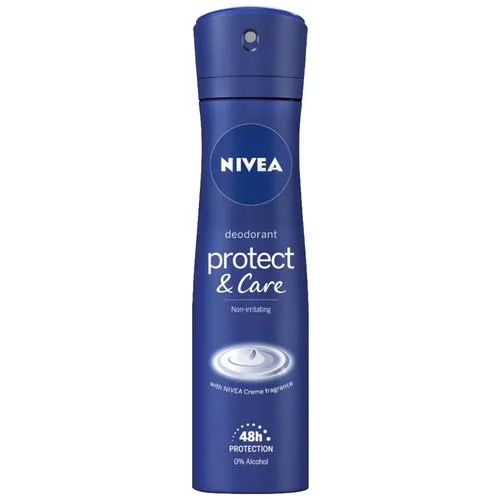 NIVEA
deodorant
protect
& Care
Non-irritating
with NIVEA Creme fragrance
48h
PROTECTION
0% Alcohol